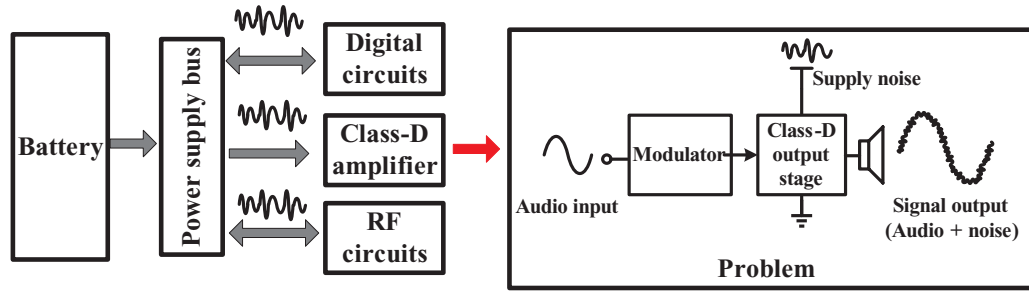 Battery
Power supply bus
Digital
circuits
Class-D
amplifier
RF
circuits
Supply noise
Audio input
Modulator
Class-D
output
stage
Signal output
(Audio + noise)
Problem